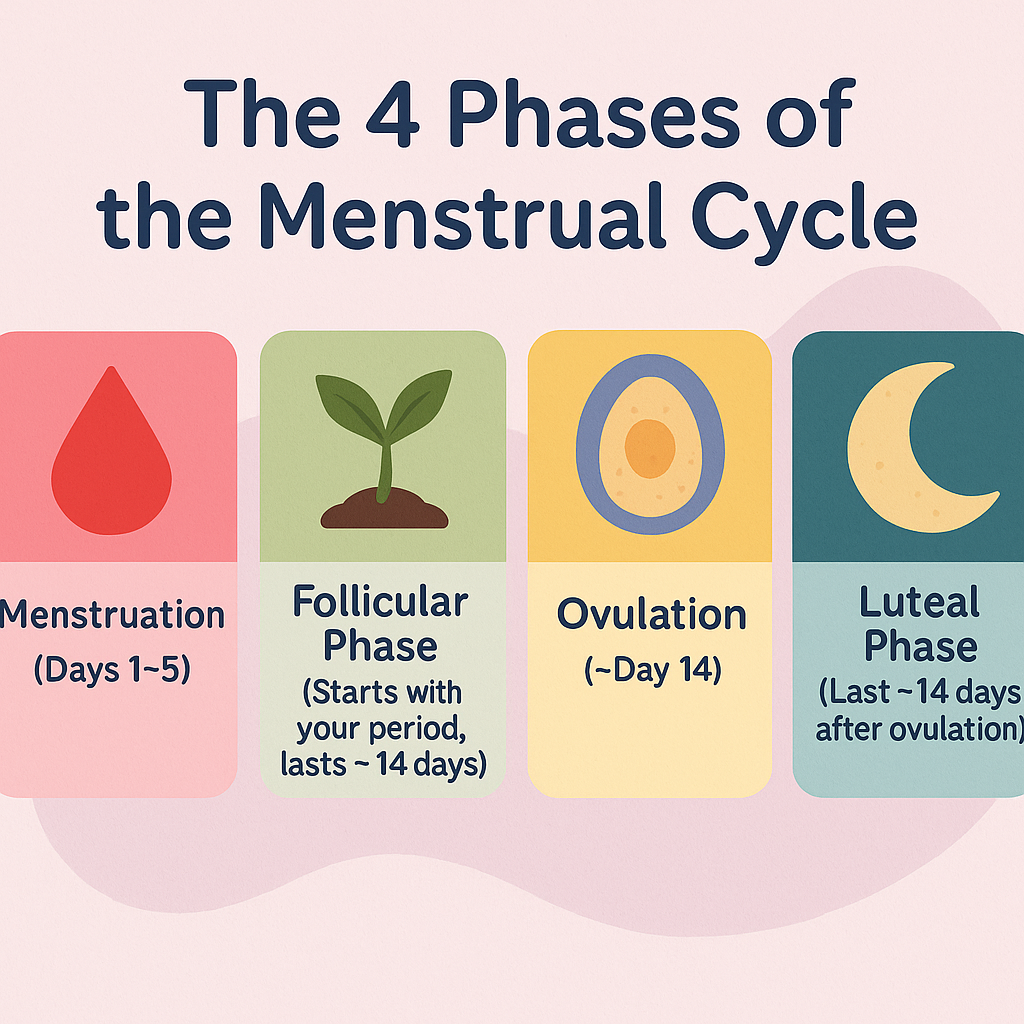 The 4 Phases of
the Menstrual Cycle
Menstruation
(Days 1~5)
Follicular
Phase
(Starts with
your period,
lasts ~ 14 days)
Ovulation
(~Day 14)
Luteal
Phase
(Last ~14 days
after ovulation)